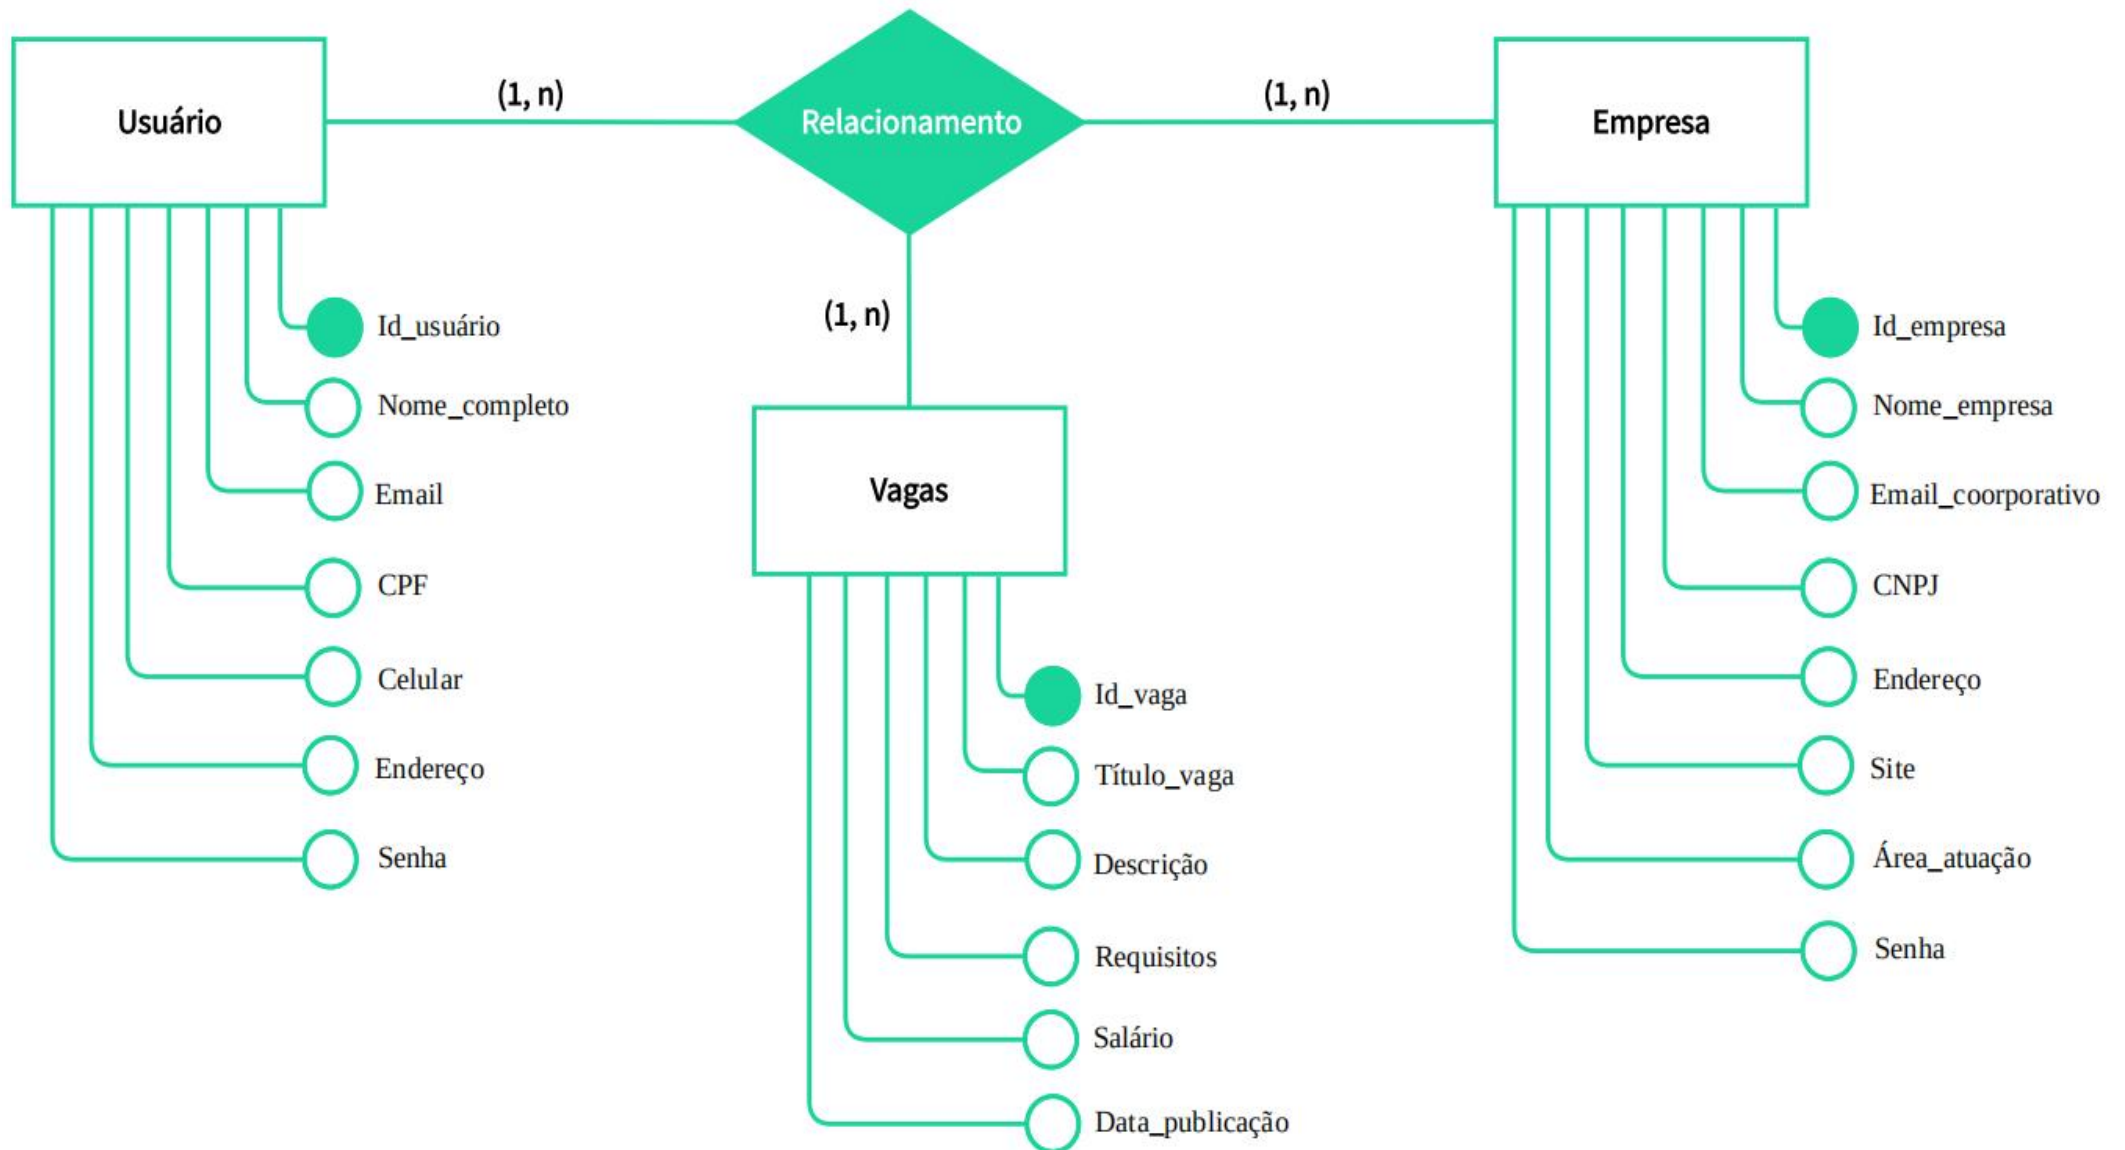 Usuário
(1, n)
Relacionamento
(1, n)
Empresa
(1, n)
Id_usuário
Nome_completo
Email
CPF
Celular
Endereço
Senha
Vagas
Id_vaga
Título_vaga
Descrição
Requisitos
Salário
Data_publicação
Id_empresa
Nome_empresa
Email_coorporativo
CNPJ
Endereço
Site
Área_atuação
Senha